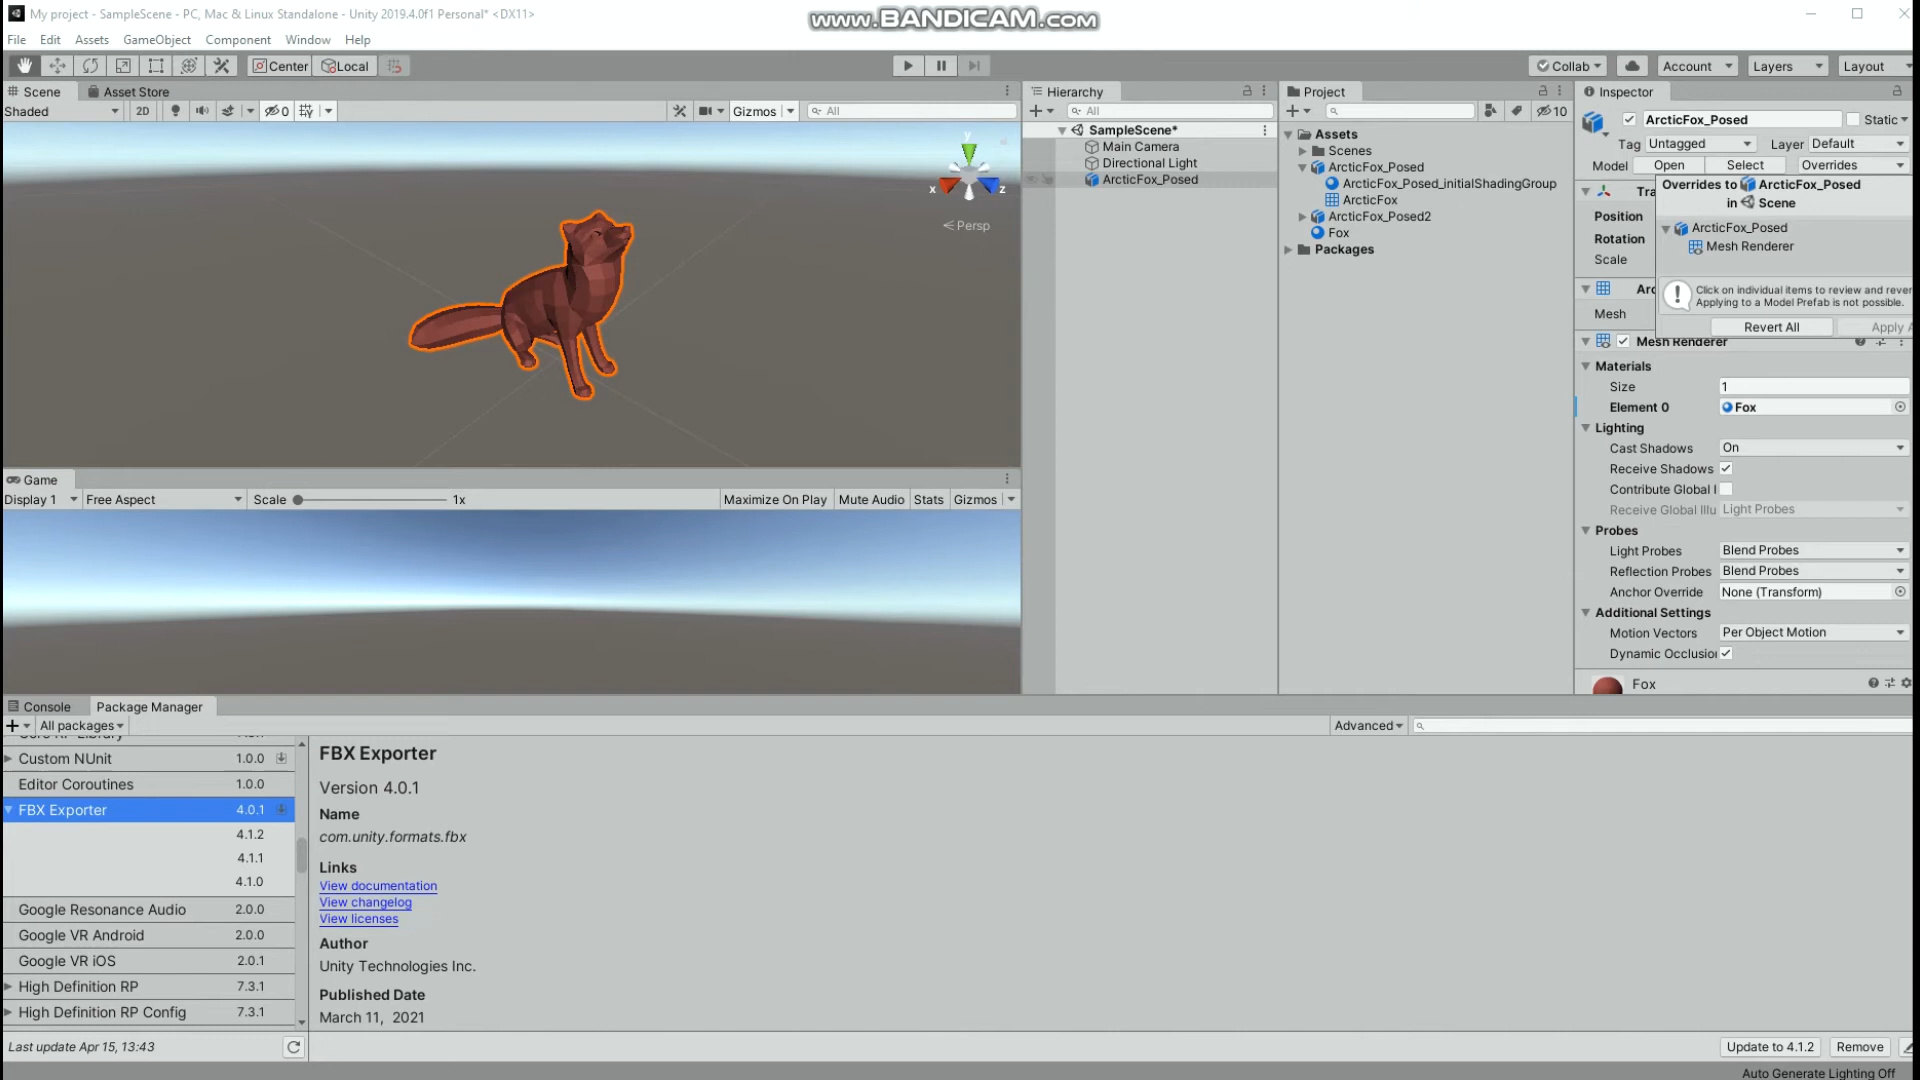 My project - SampleScene - PC, Mac & Linux Standalone - Unity 2019.4.0f1 Personal* <DX11>
www.BANDICAM.com
File Edit Assets GameObject Component Window Help
Center Local
Collab Account Layers Layout
Scene Asset Store
Shaded 2D 0 Gizmos All
y
x z
Persp
Game
Display 1 Free Aspect Scale 1x Maximize On Play Mute Audio Stats Gizmos
Hierarchy
All
SampleScene*
Main Camera
Directional Light
ArcticFox_Posed
Project
10
Assets
Scenes
ArcticFox_Posed
ArcticFox_Posed_initialShadingGroup
ArcticFox
ArcticFox_Posed2
Fox
Packages
Inspector
ArcticFox_Posed Static
Tag Untagged Layer Default
Model Open Select Overrides
Tra
Position
Rotation
Scale
Arc
Mesh
Overrides to ArcticFox_Posed
in Scene
ArcticFox_Posed
Mesh Renderer
Click on individual items to review and rever
Applying to a Model Prefab is not possible.
Revert All Apply A
Mesh Renderer
Materials
Size 1
Element 0 Fox
Lighting
Cast Shadows On
Receive Shadows
Contribute Global I
Receive Global Illu Light Probes
Probes
Light Probes Blend Probes
Reflection Probes Blend Probes
Anchor Override None (Transform)
Additional Settings
Motion Vectors Per Object Motion
Dynamic Occlusion
Fox
Console Package Manager
All packages Advanced
Custom NUnit 1.0.0
Editor Coroutines 1.0.0
FBX Exporter 4.0.1
4.1.2
4.1.1
4.1.0
Google Resonance Audio 2.0.0
Google VR Android 2.0.0
Google VR iOS 2.0.1
High Definition RP 7.3.1
High Definition RP Config 7.3.1
Last update Apr 15, 13:43
FBX Exporter
Version 4.0.1
Name
com.unity.formats.fbx
Links
View documentation
View changelog
View licenses
Author
Unity Technologies Inc.
Published Date
March 11, 2021
Update to 4.1.2 Remove
Auto Generate Lighting Off